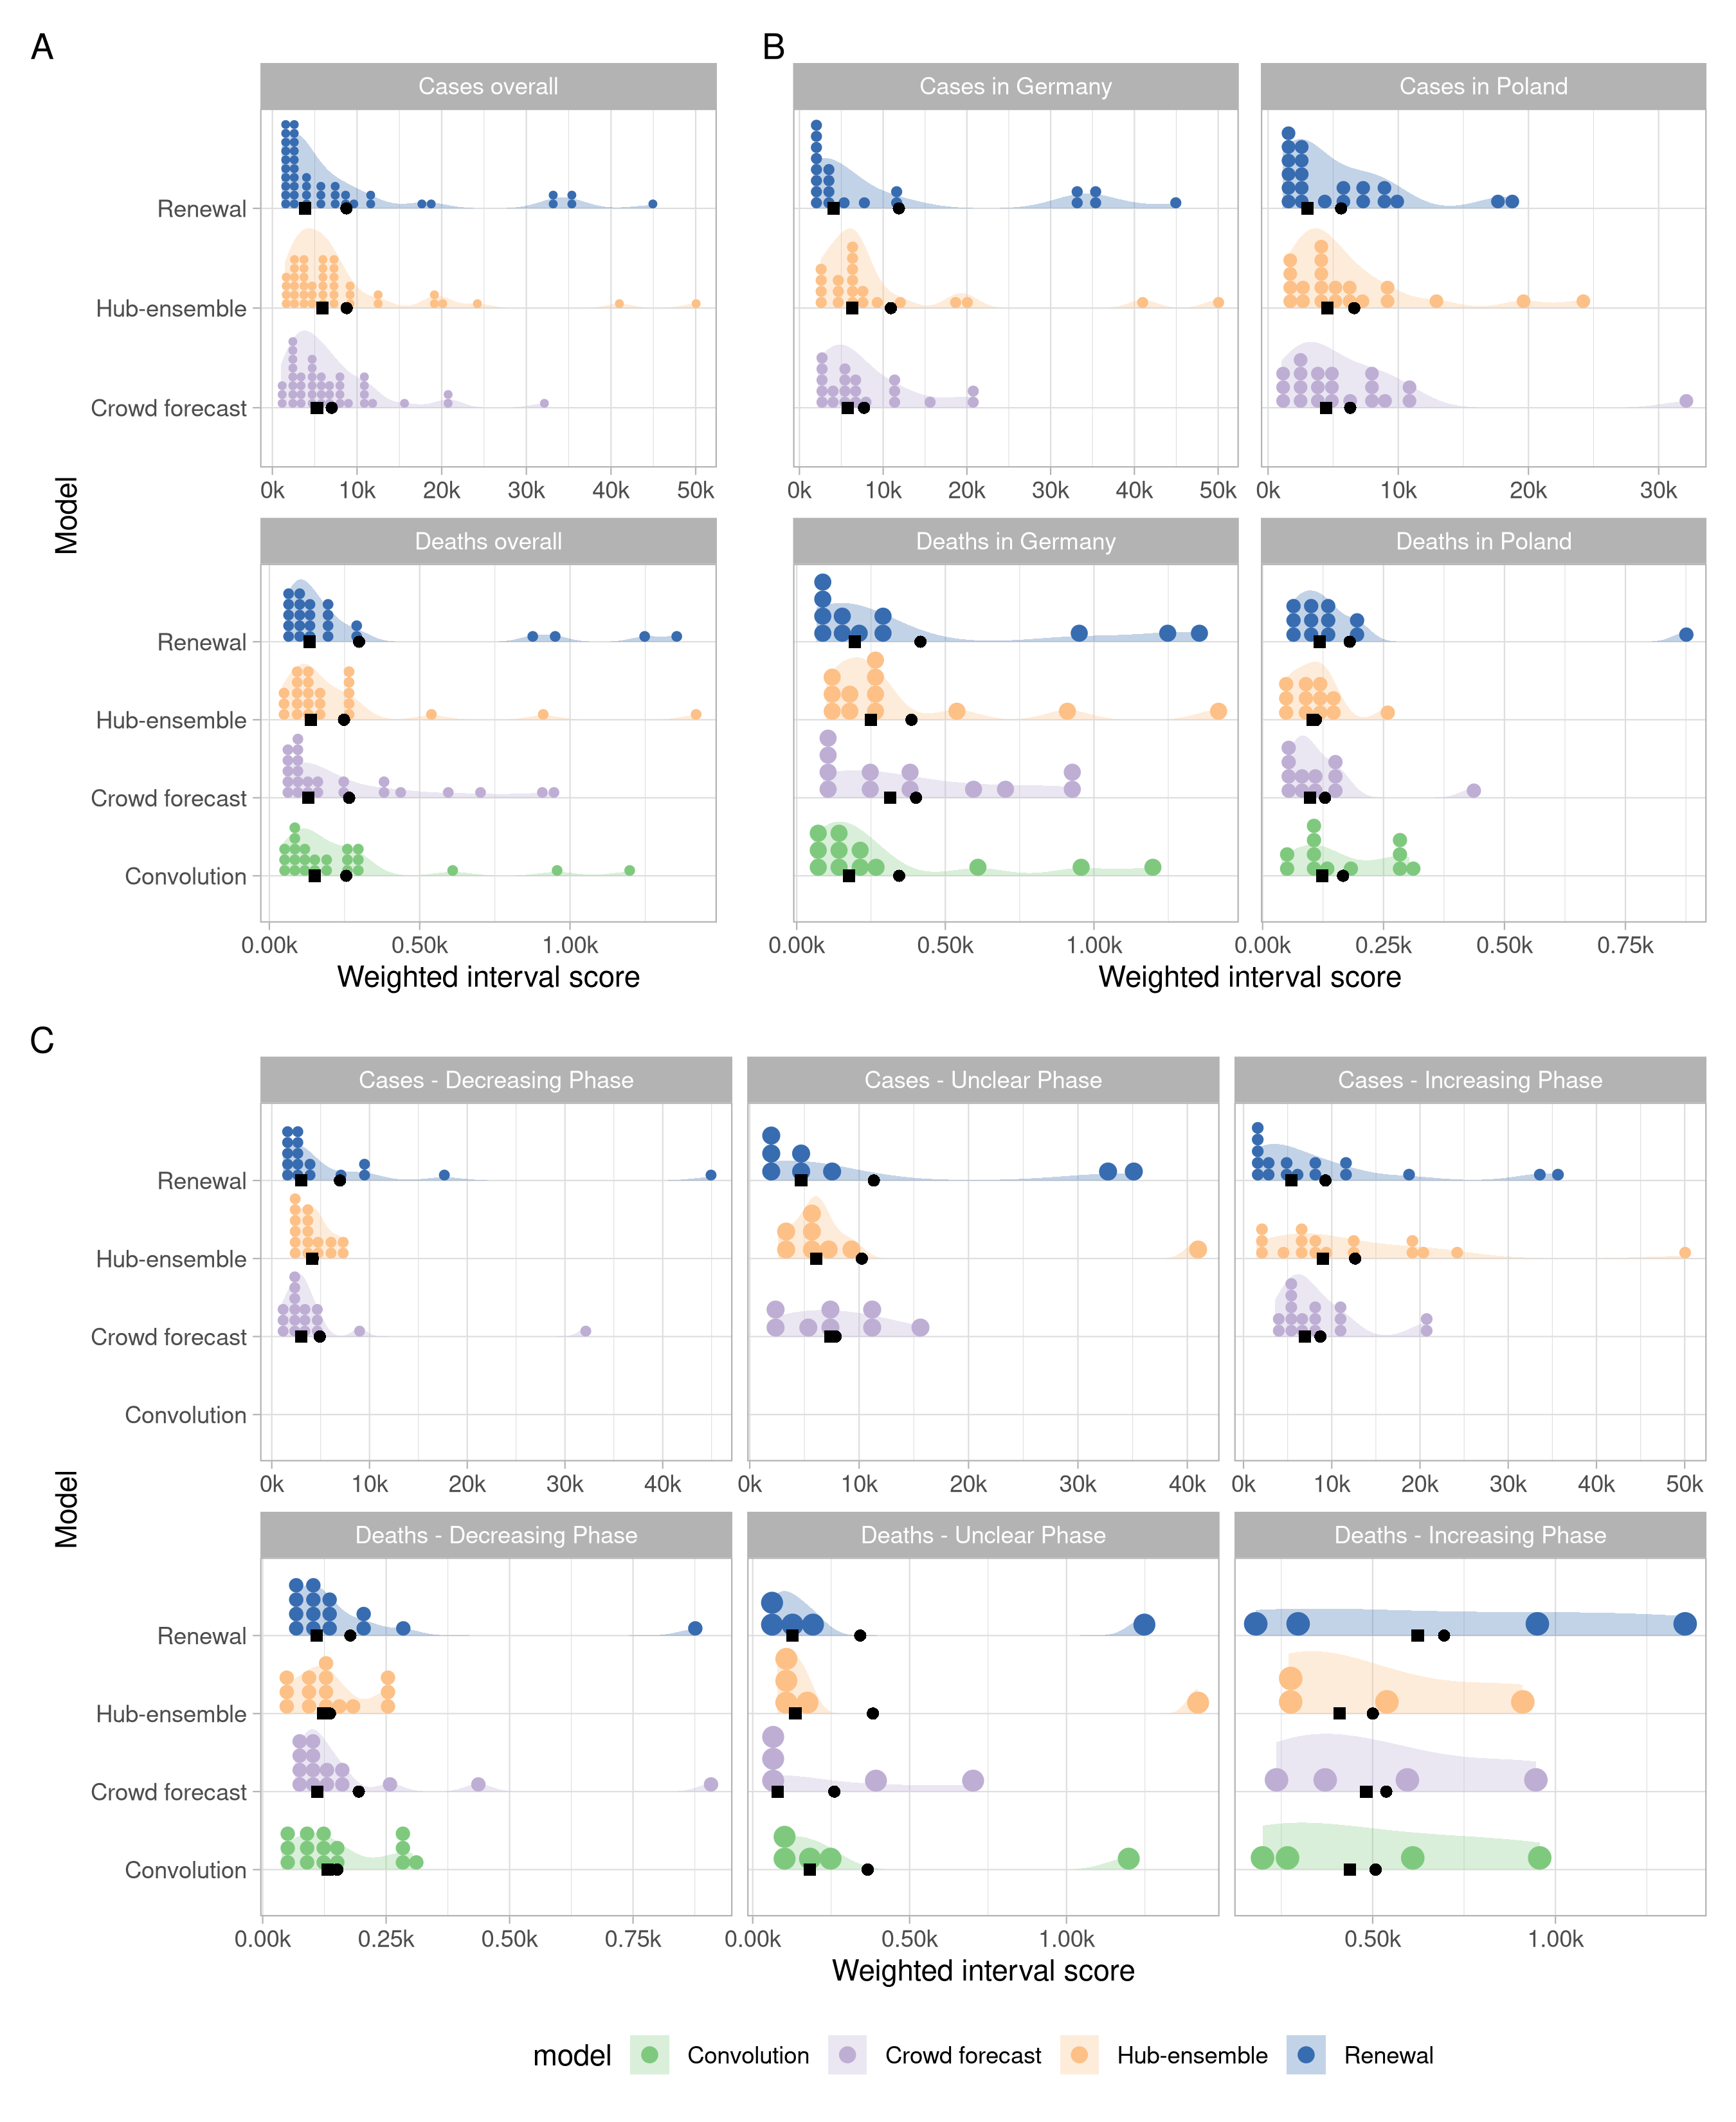 A
B
Cases overall
Cases in Germany
Cases in Poland
Renewal
Hub-ensemble
Crowd forecast
0k 10k 20k 30k 40k 50k
0k 10k 20k 30k 40k 50k
0k 10k 20k 30k
Model
Deaths overall
Deaths in Germany
Deaths in Poland
Renewal
Hub-ensemble
Crowd forecast
Convolution
0.00k 0.50k 1.00k
0.00k 0.50k 1.00k
0.00k 0.25k 0.50k 0.75k
Weighted interval score
Weighted interval score
C
Cases - Decreasing Phase
Cases - Unclear Phase
Cases - Increasing Phase
Renewal
Hub-ensemble
Crowd forecast
Convolution
0k 10k 20k 30k 40k
0k 10k 20k 30k 40k
0k 10k 20k 30k 40k 50k
Model
Deaths - Decreasing Phase
Deaths - Unclear Phase
Deaths - Increasing Phase
Renewal
Hub-ensemble
Crowd forecast
Convolution
0.00k 0.25k 0.50k 0.75k
0.00k 0.50k 1.00k
0.50k 1.00k
Weighted interval score
model Convolution Crowd forecast Hub-ensemble Renewal